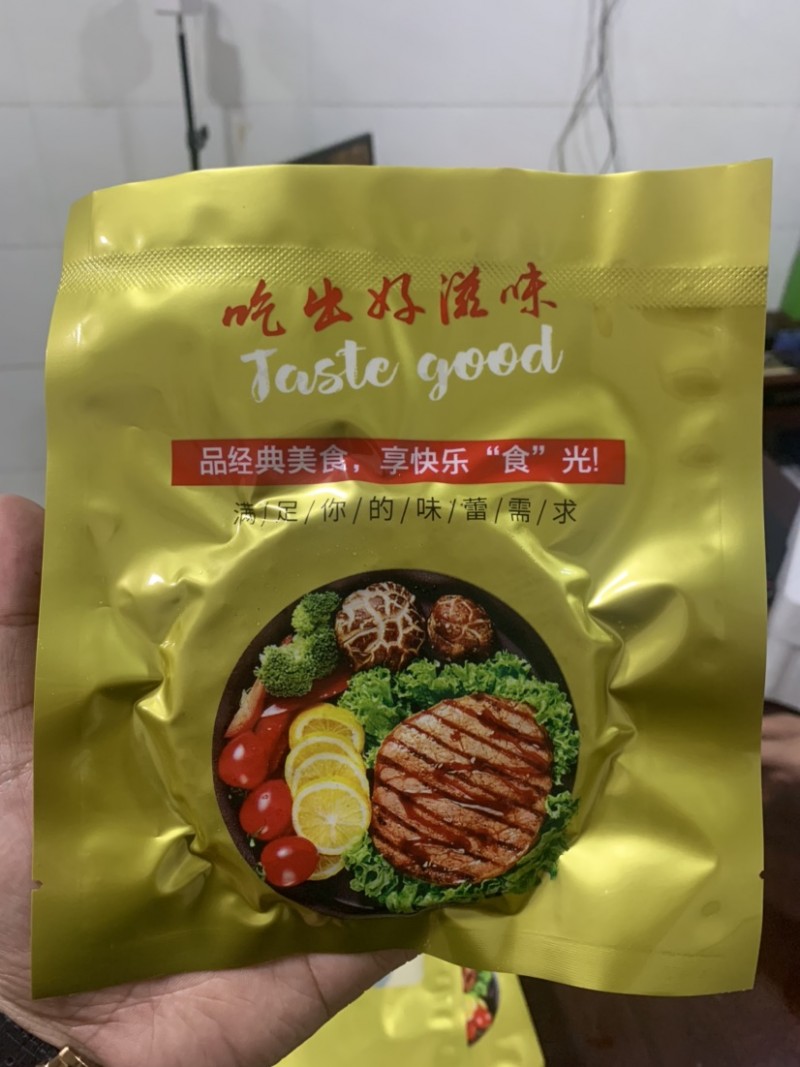 吃出好滋味
Taste good
品经典美食，享快乐“食”光!
满/足/你/的/味/蕾/需/求